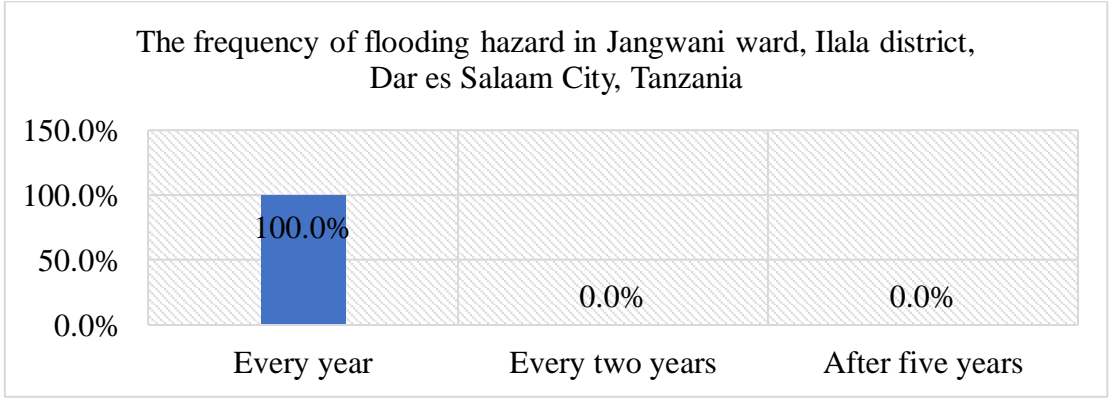 The frequency of flooding hazard in Jangwani ward, Ilala district,
Dar es Salaam City, Tanzania
150.0%
100.0%
50.0%
0.0%
100.0%
0.0%
0.0%
Every year
Every two years
After five years